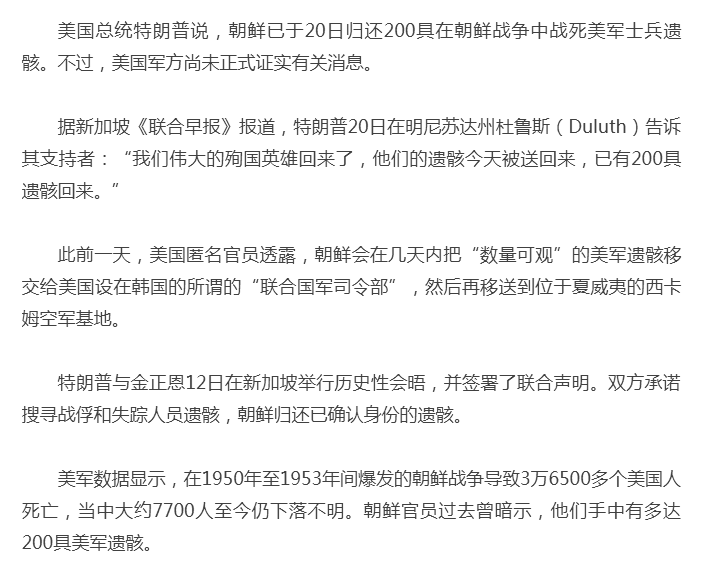 美国总统特朗普说，朝鲜已于20日归还200具在朝鲜战争中战死美军士兵遗
骸。不过，美国军方尚未正式证实有关消息。
据新加坡《联合早报》报道，特朗普20日在明尼苏达州杜鲁斯（Duluth）告诉
其支持者：“我们伟大的殉国英雄回来了，他们的遗骸今天被送回来，已有200具
遗骸回来。”
此前一天，美国匿名官员透露，朝鲜会在几天内把“数量可观”的美军遗骸移
交给美国设在韩国的所谓的“联合国军司令部”，然后再移送到位于夏威夷的西卡
姆空军基地。
特朗普与金正恩12日在新加坡举行历史性会晤，并签署了联合声明。双方承诺
搜寻战俘和失踪人员遗骸，朝鲜归还已确认身份的遗骸。
美军数据显示，在1950年至1953年间爆发的朝鲜战争导致3万6500多个美国人
死亡，当中大约7700人至今仍下落不明。朝鲜官员过去曾暗示，他们手中有多达
200具美军遗骸。